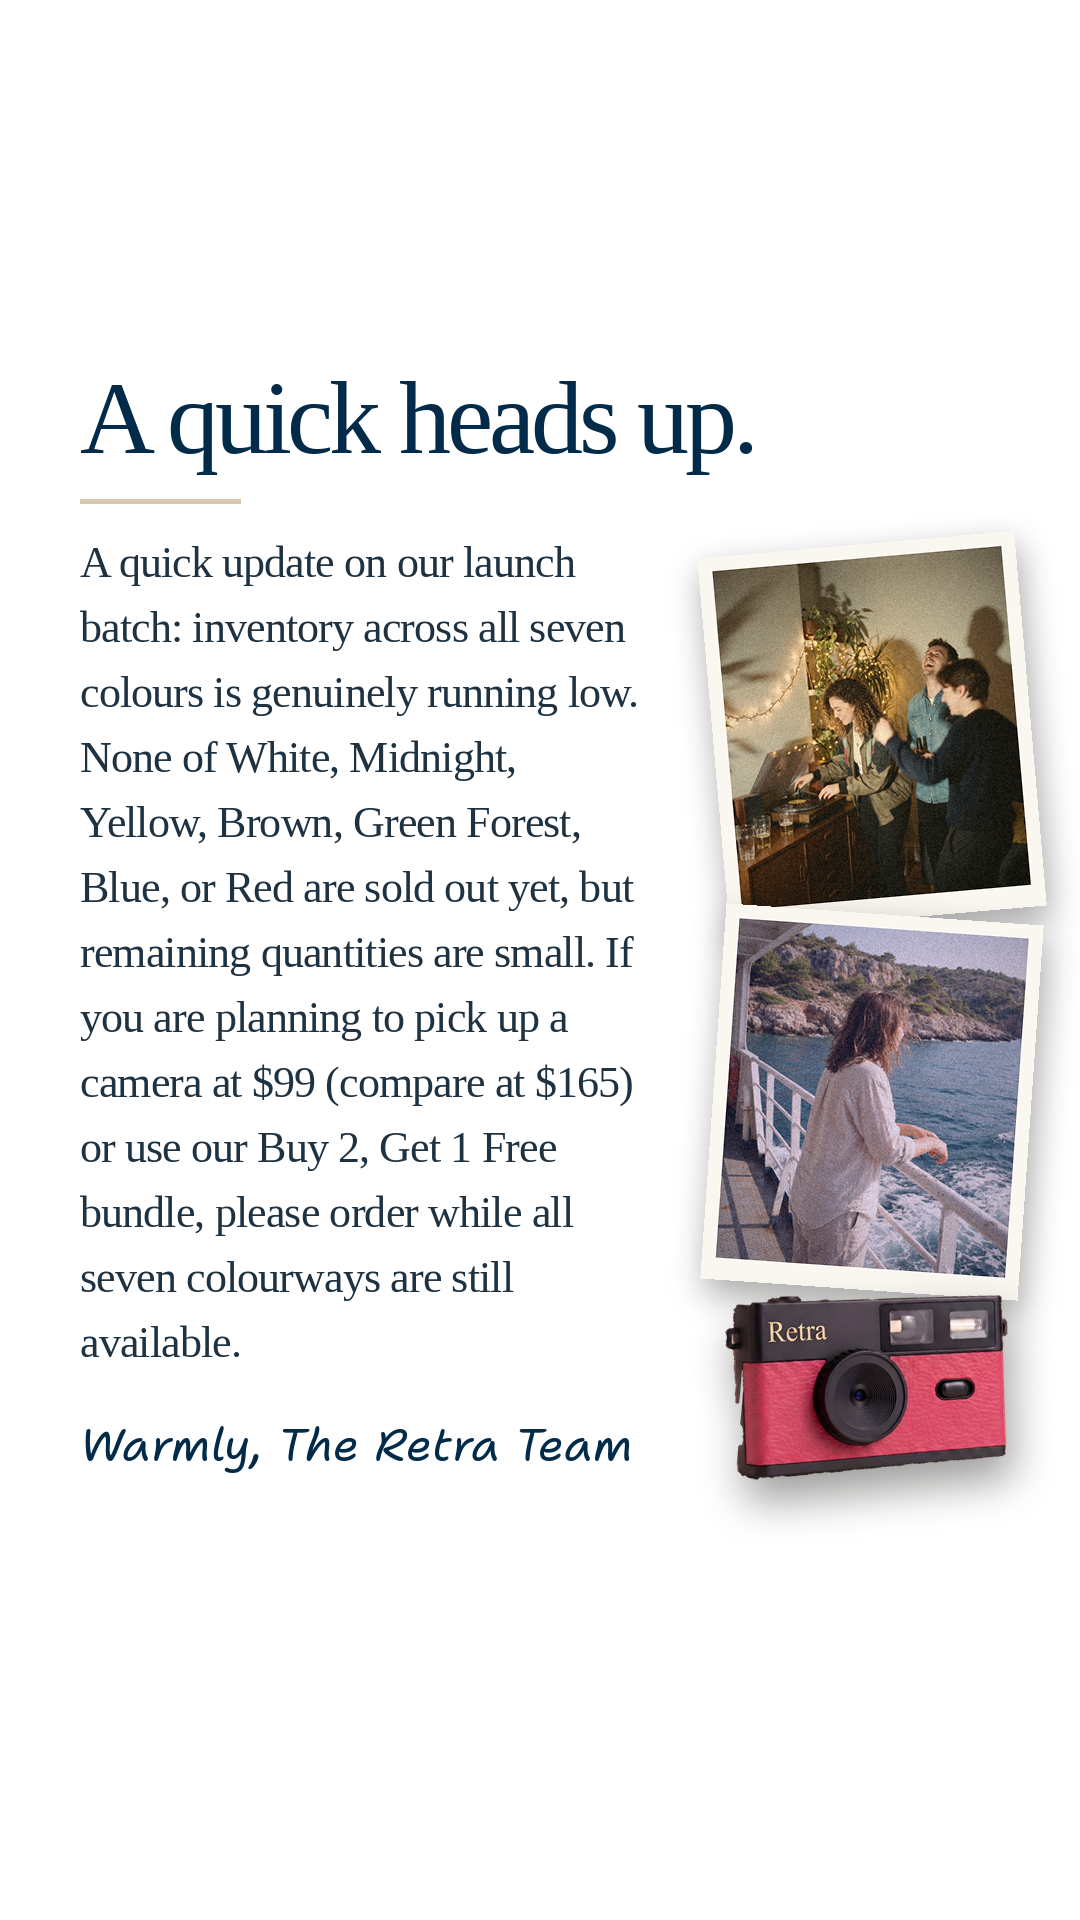 A quick heads up.
A quick update on our launch
batch: inventory across all seven
colours is genuinely running low.
None of White, Midnight,
Yellow, Brown, Green Forest,
Blue, or Red are sold out yet, but
remaining quantities are small. If
you are planning to pick up a
camera at $99 (compare at $165)
or use our Buy 2, Get 1 Free
bundle, please order while all
seven colourways are still
available.
Warmly, The Retra Team
Retra